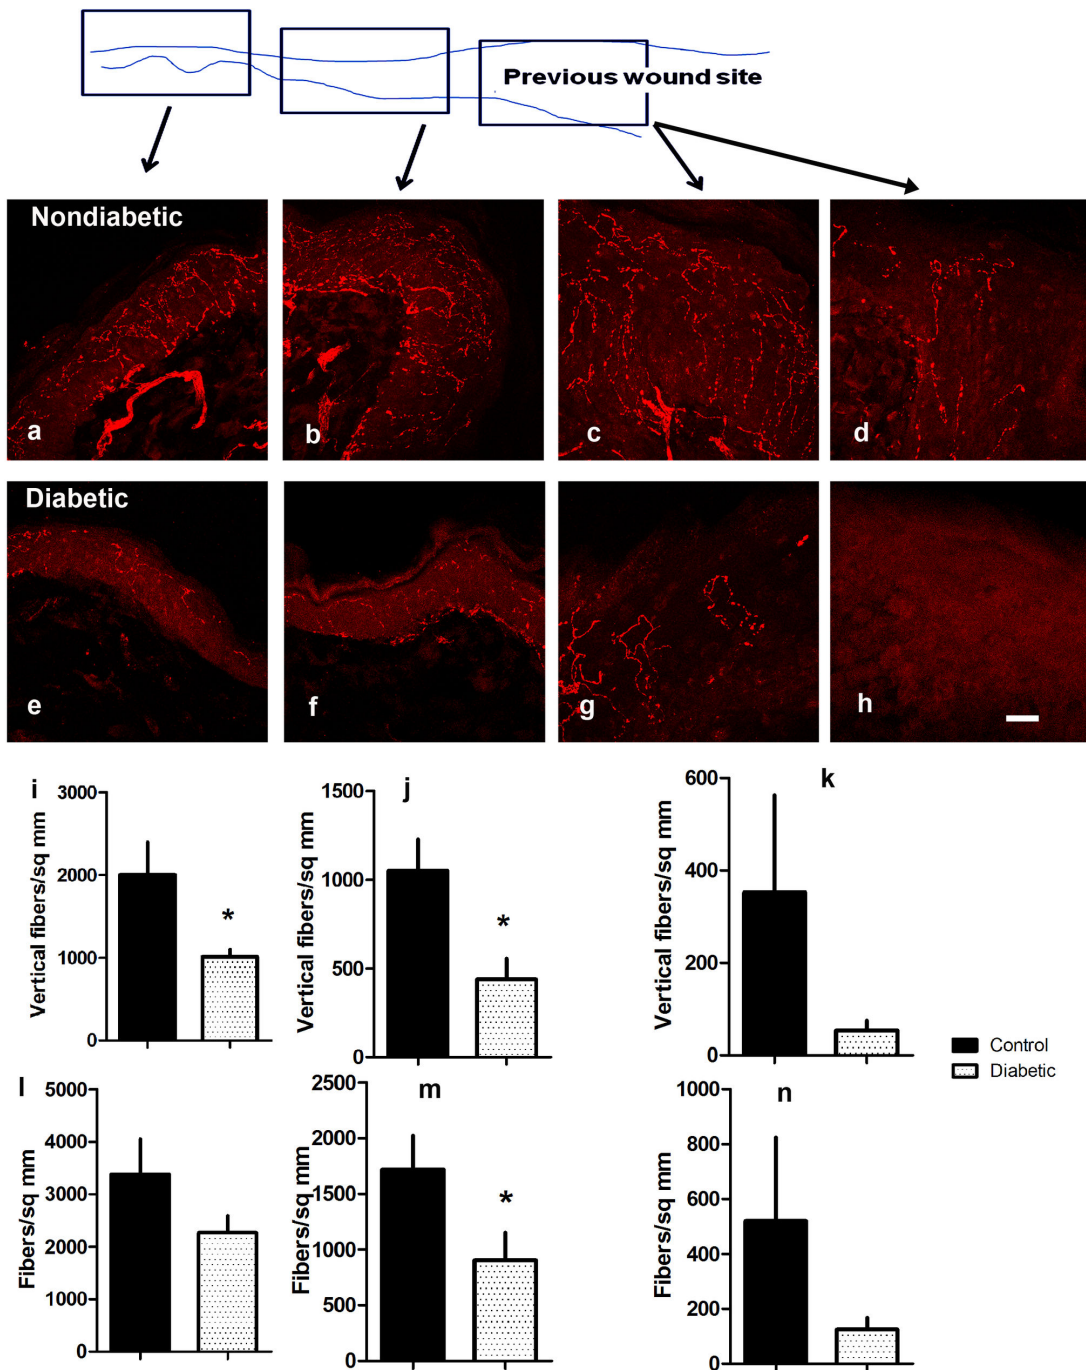 Previous wound site
Nondiabetic
a
b
c
d
Diabetic
e
f
g
h
i
Vertical fibers/sq mm
3000
2000
1000
0
*
j
Vertical fibers/sq mm
1500
1000
500
0
*
k
Vertical fibers/sq mm
600
400
200
0
Control
Diabetic
l
Fibers/sq mm
5000
4000
3000
2000
1000
0
m
Fibers/sq mm
2500
2000
1500
1000
500
0
*
n
Fibers/sq mm
1000
800
600
400
200
0